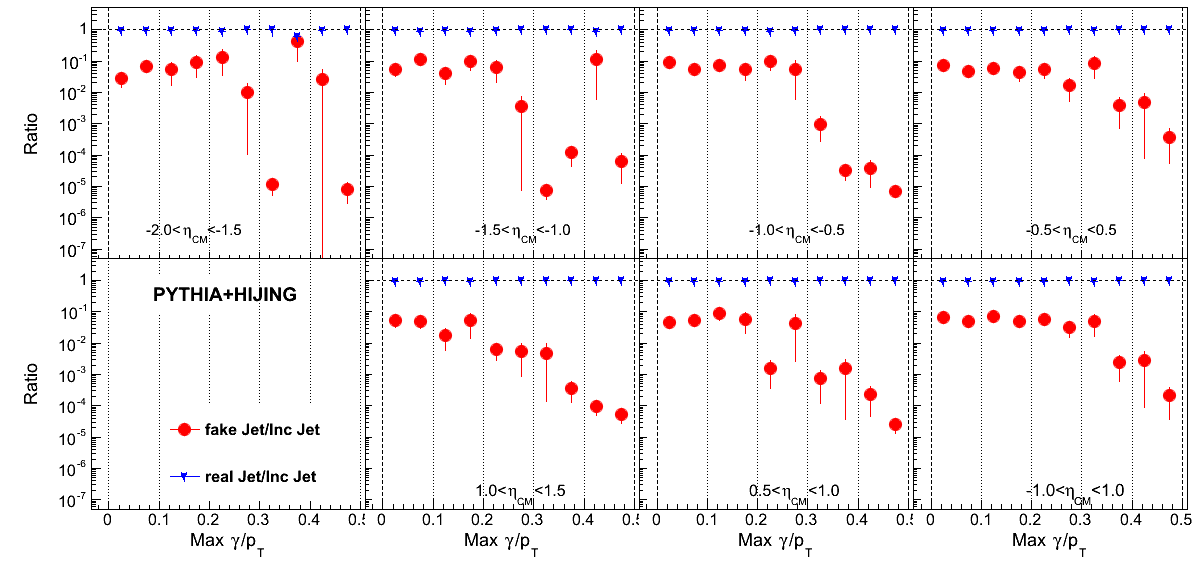 Ratio
1
10^-1
10^-2
10^-3
10^-4
10^-5
10^-6
10^-7
-2.0<η_CM<-1.5
-1.5<η_CM<-1.0
-1.0<η_CM<-0.5
-0.5<η_CM<0.5
Ratio
1
10^-1
10^-2
10^-3
10^-4
10^-5
10^-6
10^-7
PYTHIA+HIJING
fake Jet/Inc Jet
real Jet/Inc Jet
1.0<η_CM<1.5
0.5<η_CM<1.0
-1.0<η_CM<1.0
0 0.1 0.2 0.3 0.4 0.5 0 0.1 0.2 0.3 0.4 0.5 0 0.1 0.2 0.3 0.4 0.5 0 0.1 0.2 0.3 0.4 0.5
Max γ/p_T Max γ/p_T Max γ/p_T Max γ/p_T